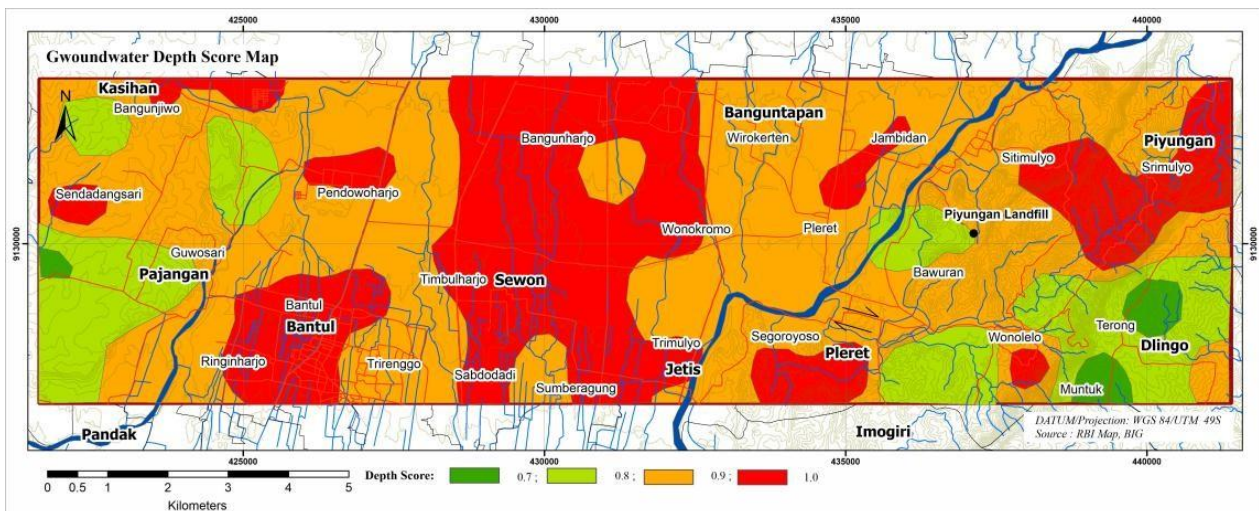 425000 430000 435000 440000
Gwoundwater Depth Score Map
Kasihan
Bangunjiwo
N
Banguntapan
Wirokerten
Bangunharjo
Jambidan
Piyungan
Sitimulyo
Srimulyo
Sendadangsari
Pendowoharjo
Piyungan Landfill
Wonokromo
Pleret
9130000
9130000
Guwosari
Pajangan
Timbulharjo
Sewon
Bawuran
Bantul
Bantul
Terong
Segoroyoso
Wonolelo
Trimulyo
Dlingo
Pleret
Ringinharjo
Trirenggo
Jetis
Sabdodadi
Sumberagung
Muntuk
Pandak
Imogiri
DATUM/Projection: WGS 84/UTM 49S
Source : RBI Map, BIG
425000 430000 435000 440000
0 0.5 1 2 3 4 5
Kilometers
Depth Score: 0.7 ; 0.8 ; 0.9 ; 1.0